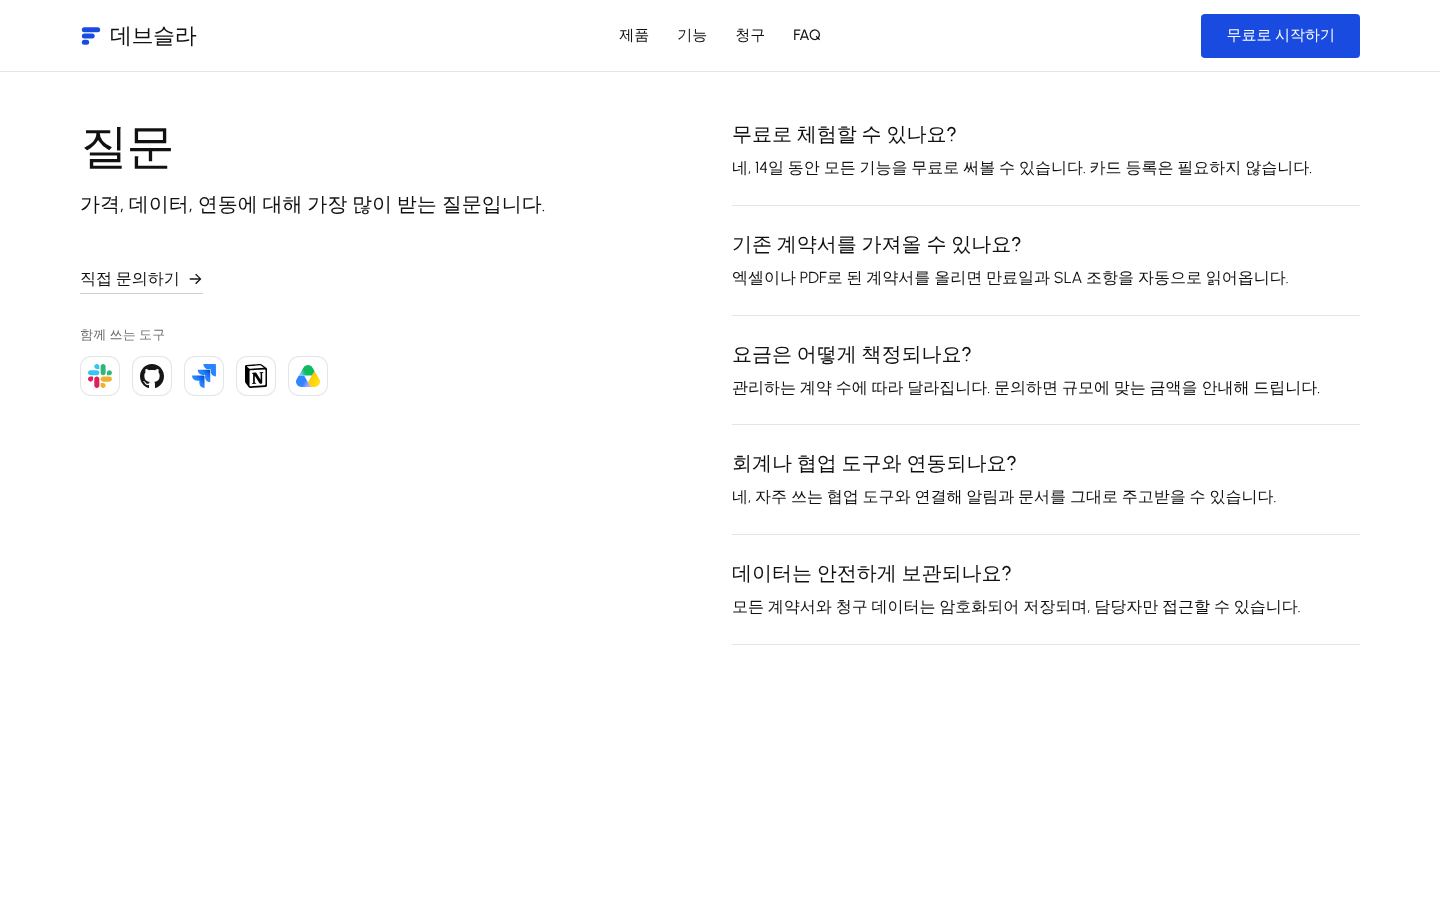 데브슬라
제품
기능
청구
FAQ
무료로 시작하기
질문
가격, 데이터, 연동에 대해 가장 많이 받는 질문입니다.
직접 문의하기 →
함께 쓰는 도구
무료로 체험할 수 있나요?
네, 14일 동안 모든 기능을 무료로 써볼 수 있습니다. 카드 등록은 필요하지 않습니다.
기존 계약서를 가져올 수 있나요?
엑셀이나 PDF로 된 계약서를 올리면 만료일과 SLA 조항을 자동으로 읽어옵니다.
요금은 어떻게 책정되나요?
관리하는 계약 수에 따라 달라집니다. 문의하면 규모에 맞는 금액을 안내해 드립니다.
회계나 협업 도구와 연동되나요?
네, 자주 쓰는 협업 도구와 연결해 알림과 문서를 그대로 주고받을 수 있습니다.
데이터는 안전하게 보관되나요?
모든 계약서와 청구 데이터는 암호화되어 저장되며, 담당자만 접근할 수 있습니다.